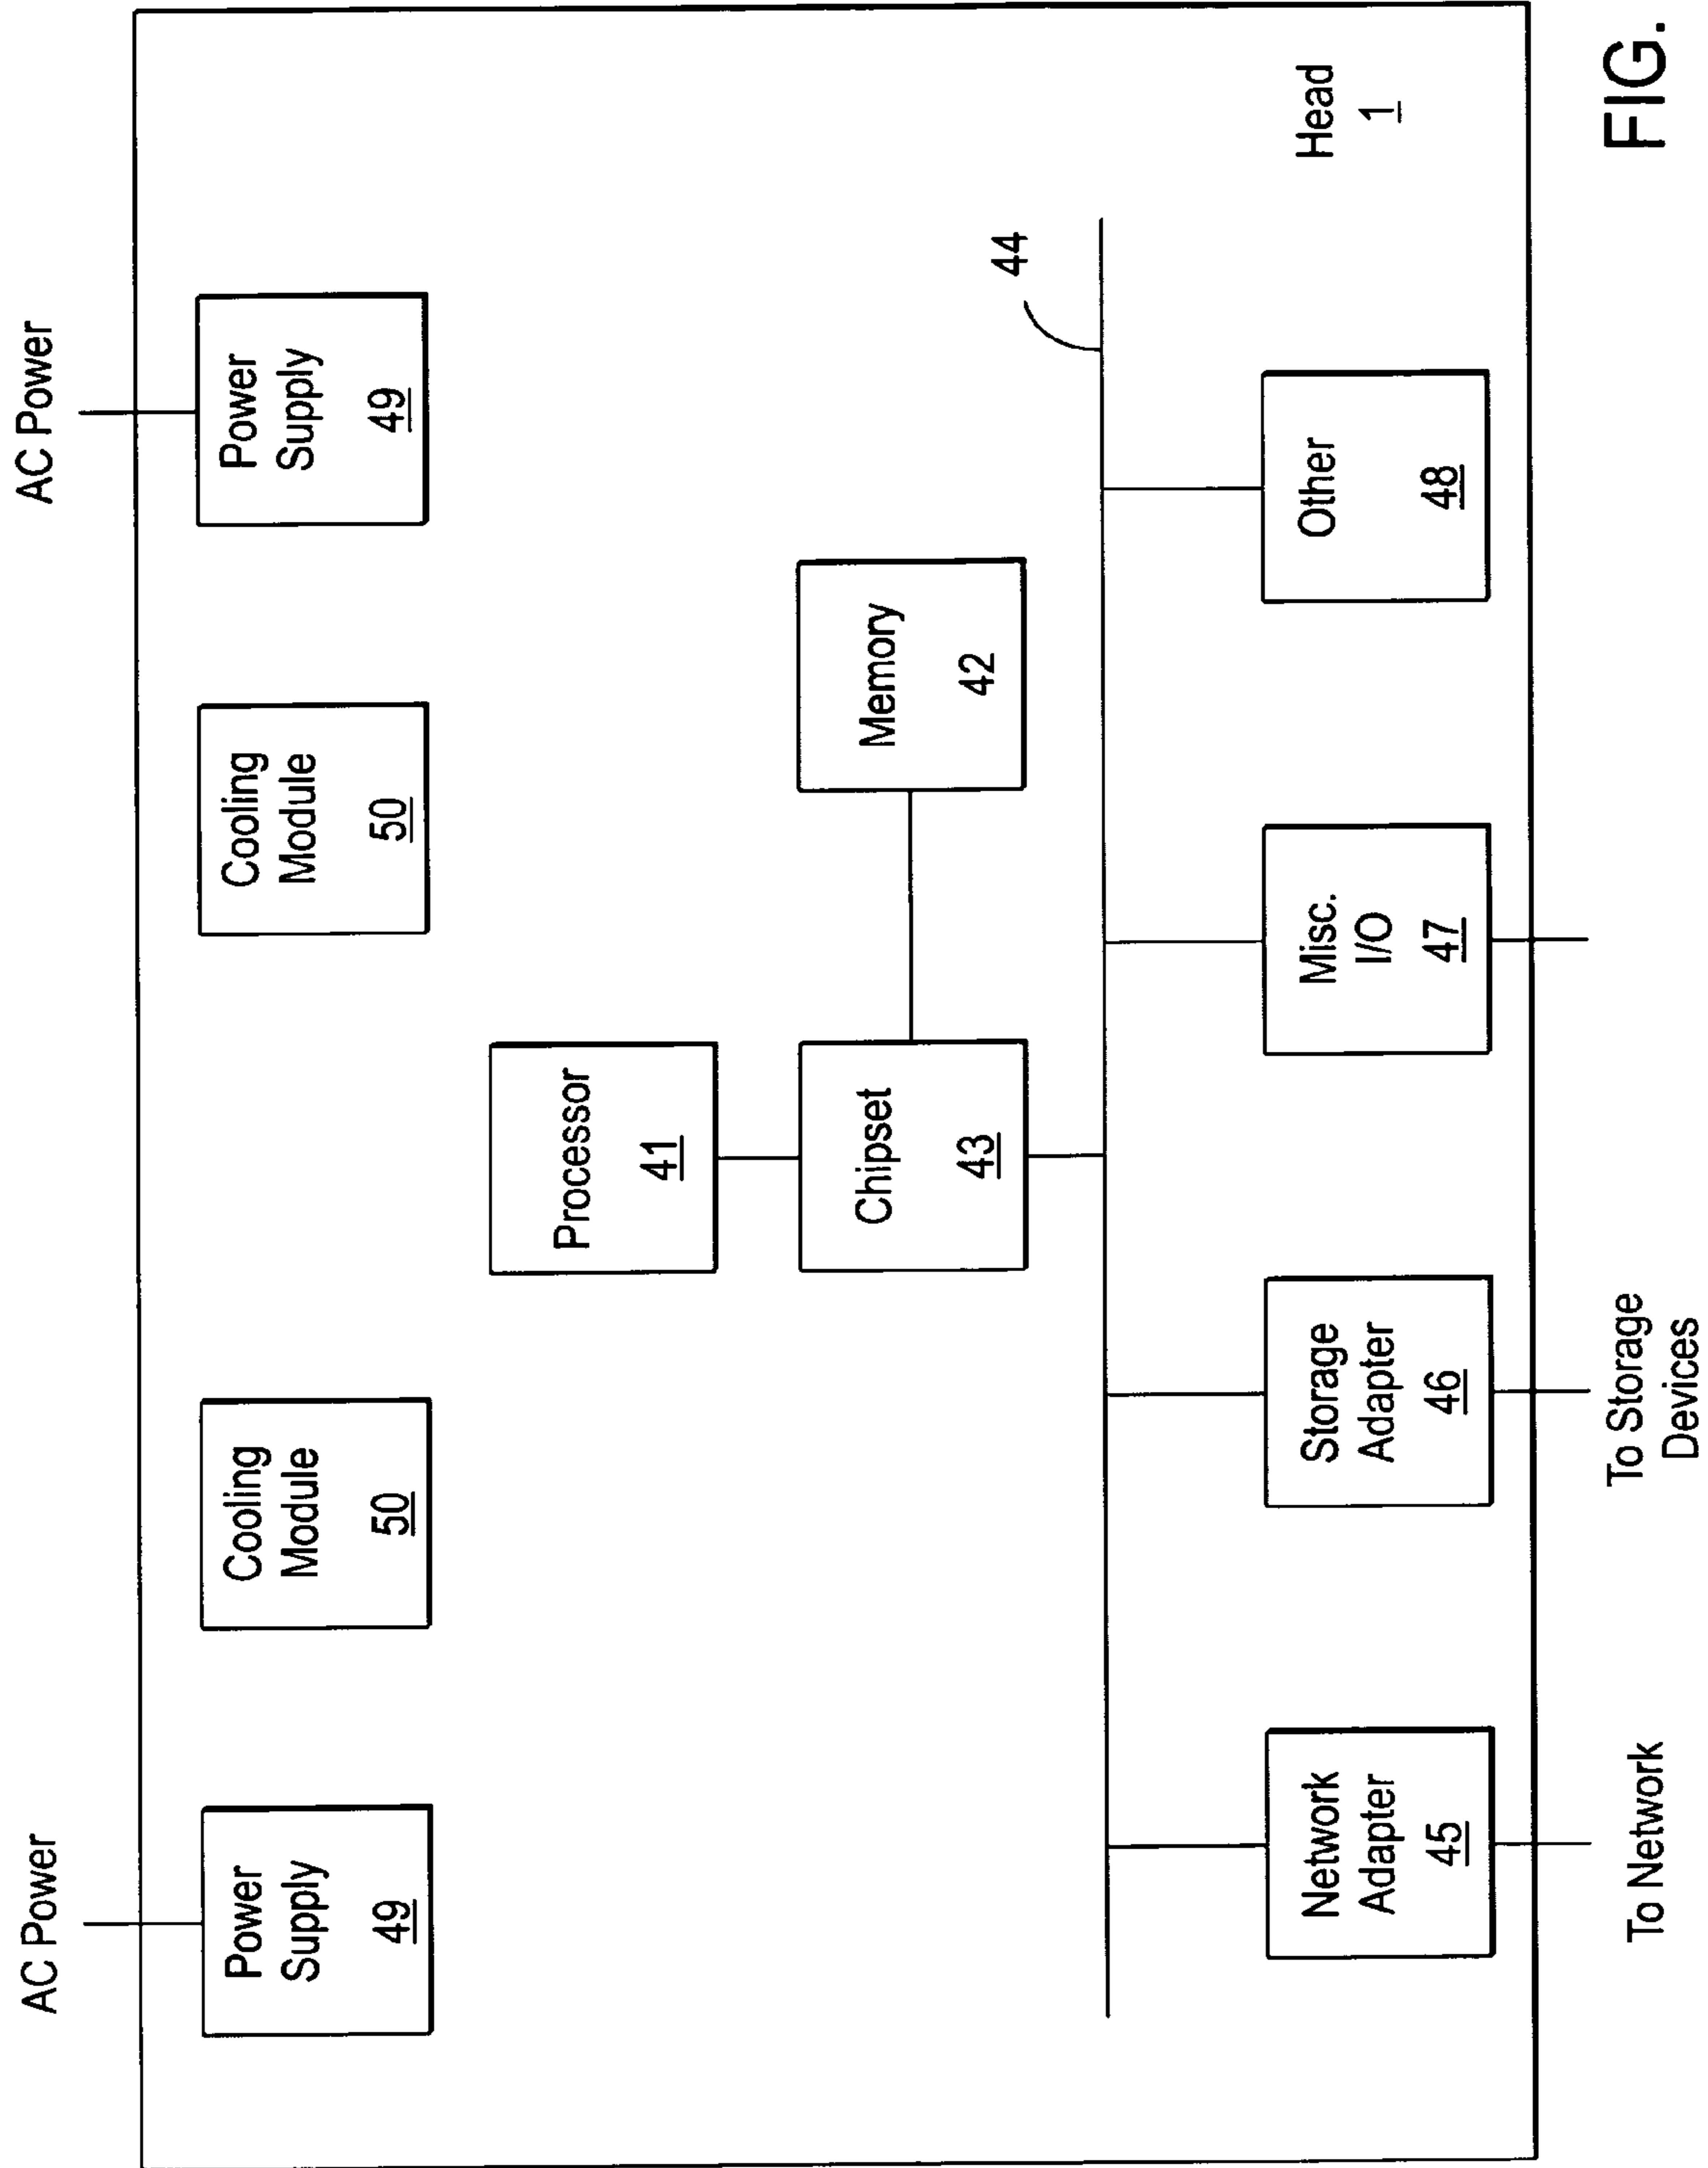 AC Power
AC Power
Power
Supply
49
Cooling
Module
50
Cooling
Module
50
Power
Supply
49
Processor
41
Chipset
43
Memory
42
44
Network
Adapter
45
Storage
Adapter
46
Misc.
I/O
47
Other
48
Head
1
To Network
To Storage
Devices
FIG.